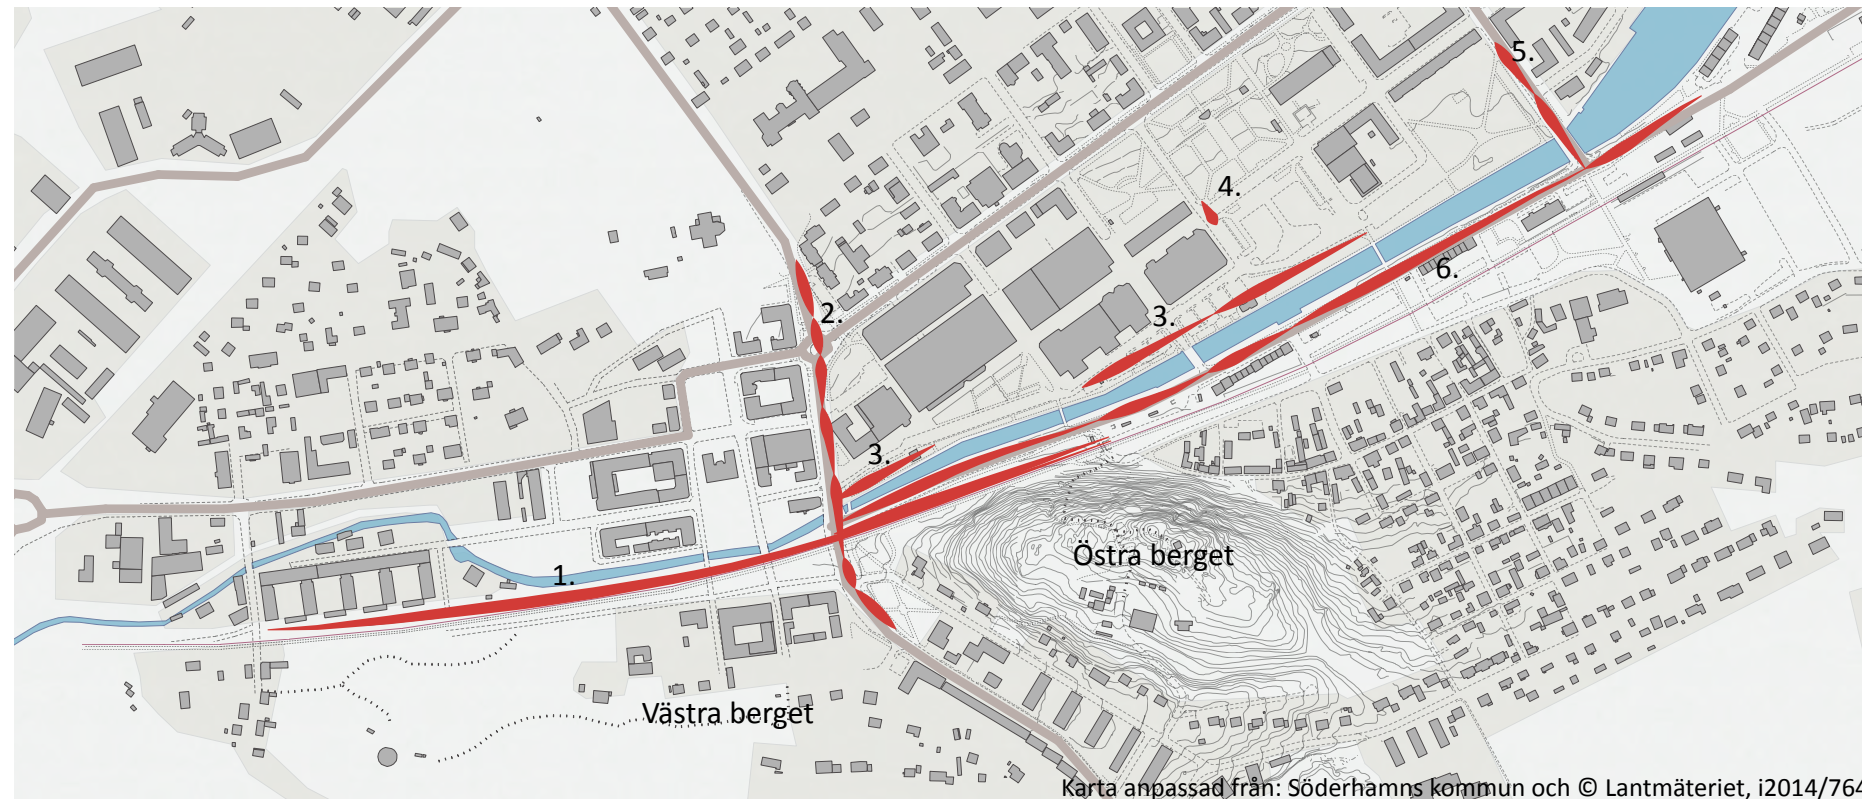 5.
4.
6.
2.
3.
3.
Östra berget
1.
Västra berget
Karta anpassad från: Söderhamns kommun och © Lantmäteriet, i2014/764